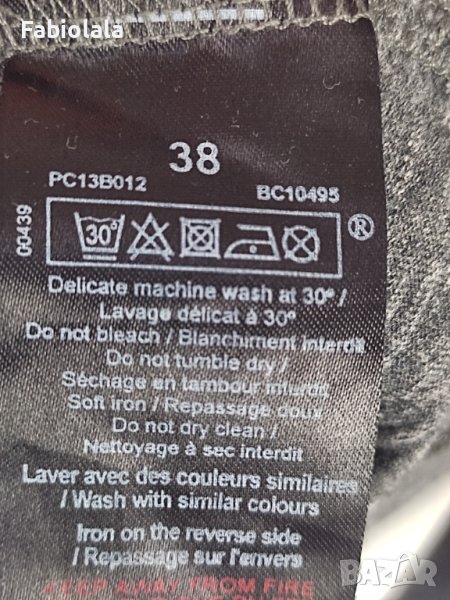 Fabiolala
38
PC13B012 BC10495
00439
30°
®
Delicate machine wash at 30° /
Lavage délicat à 30°
Do not bleach / Blanchiment interdit
Do not tumble dry /
Séchage en tambour interdit
Soft iron / Repassage doux
Do not dry clean /
Nettoyage à sec interdit
Laver avec des couleurs similaires
/ Wash with similar colours
Iron on the reverse side
/ Repassage sur l'envers
KEEP AWAY FROM FIRE
BAZAR